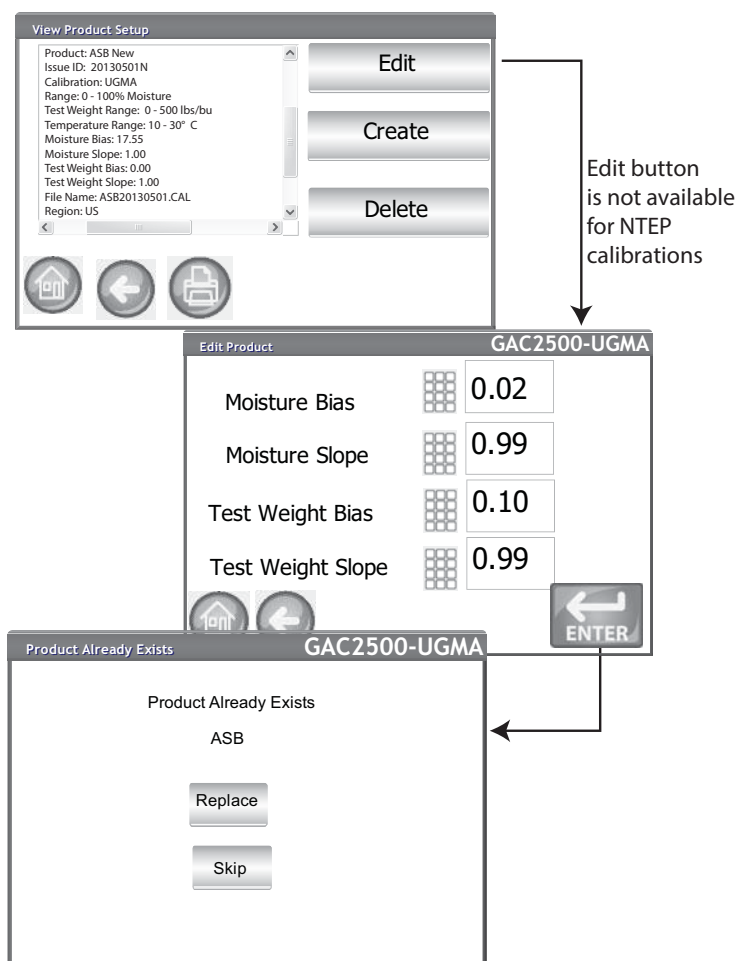 View Product Setup
Product: ASB New
Issue ID: 20130501N
Calibration: UGMA
Range: 0 - 100% Moisture
Test Weight Range: 0 - 500 lbs/bu
Temperature Range: 10 - 30° C
Moisture Bias: 17.55
Moisture Slope: 1.00
Test Weight Bias: 0.00
Test Weight Slope: 1.00
File Name: ASB20130501.CAL
Region: US
Edit
Create
Delete
Edit button
is not available
for NTEP
calibrations
Edit Product
GAC2500-UGMA
Moisture Bias
0.02
Moisture Slope
0.99
Test Weight Bias
0.10
Test Weight Slope
0.99
ENTER
Product Already Exists
GAC2500-UGMA
Product Already Exists
ASB
Replace
Skip